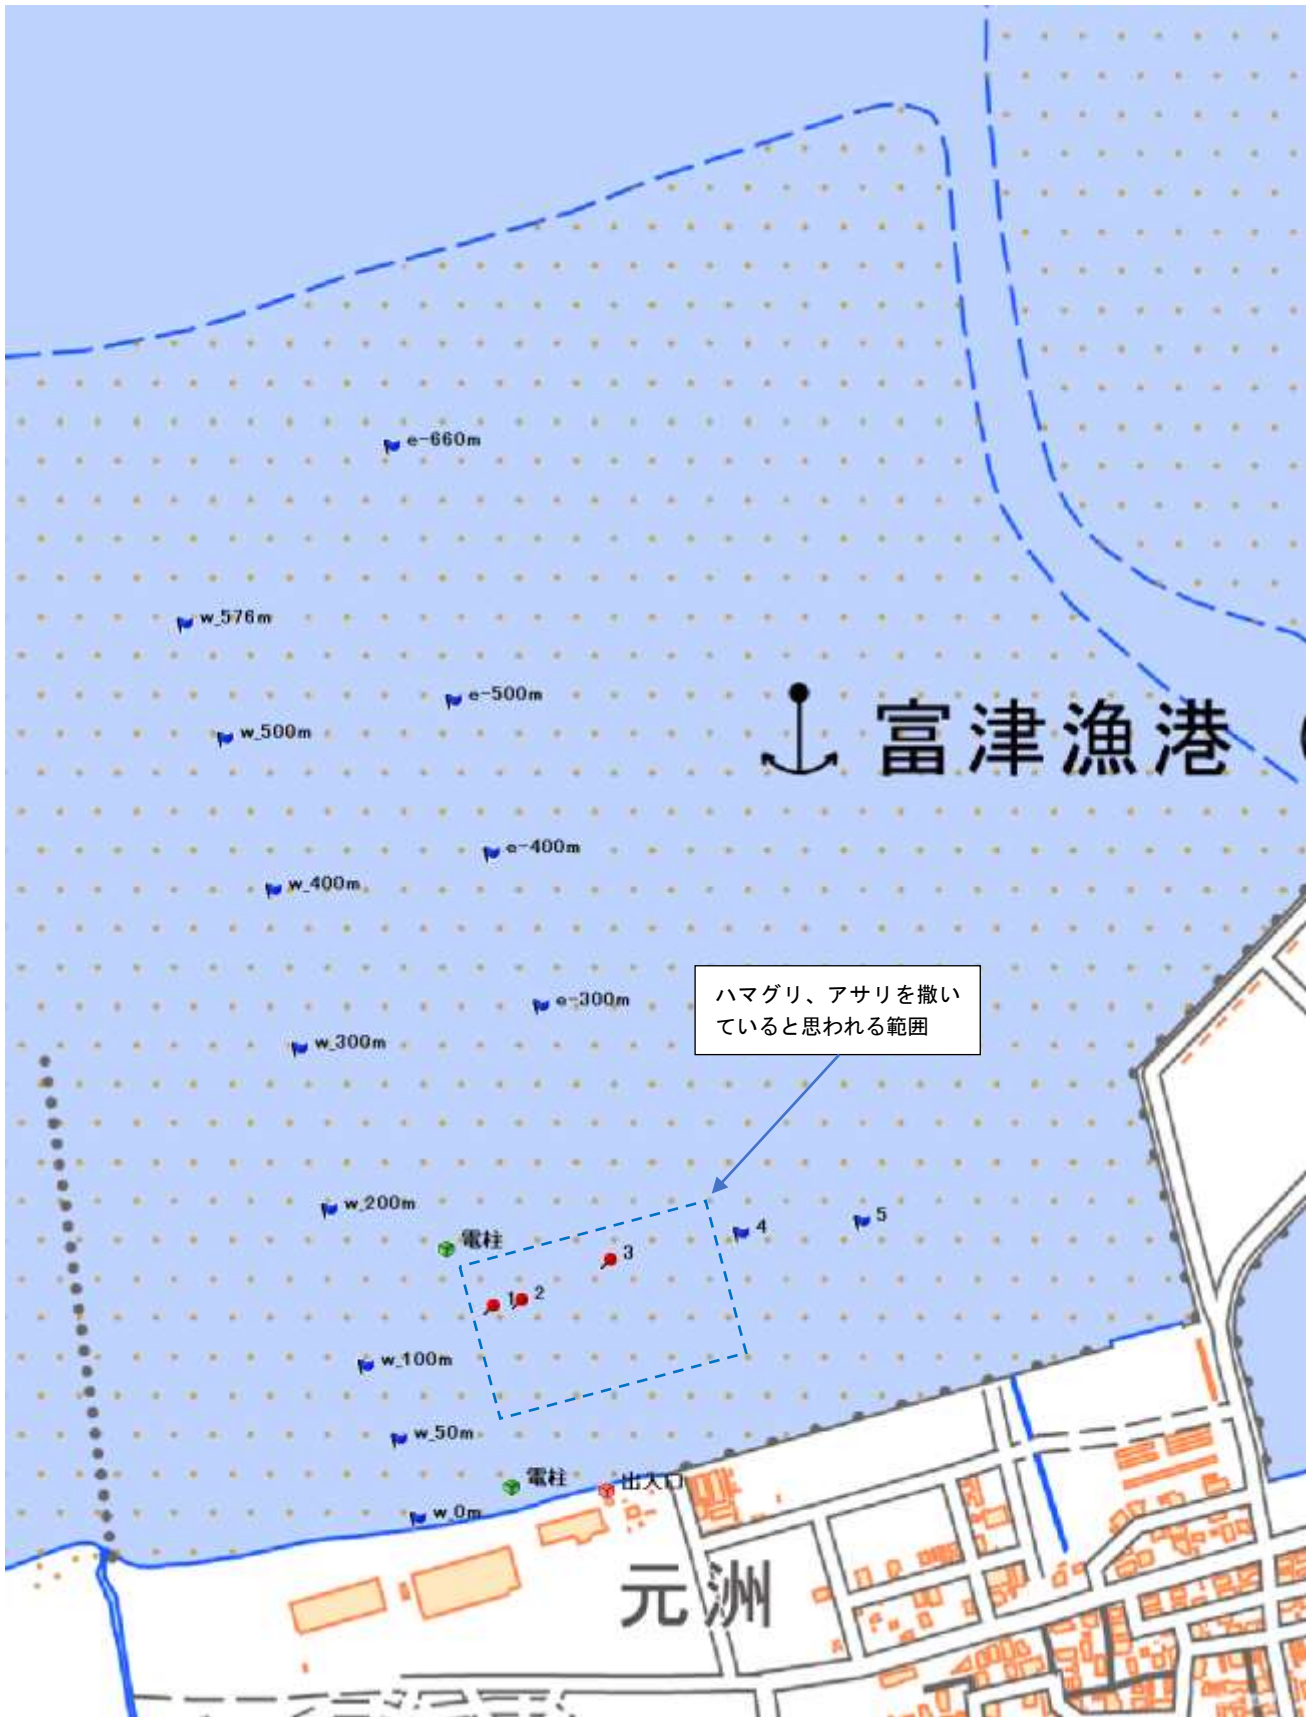 e-660m
w_576m
e-500m
w_500m
富津漁港（
e-400m
w_400m
e-300m
ハマグリ、アサリを撒い
ていると思われる範囲
w_300m
w_200m
電柱
3
4
5
1
2
w_100m
w_50m
電柱
出入口
w_0m
元洲